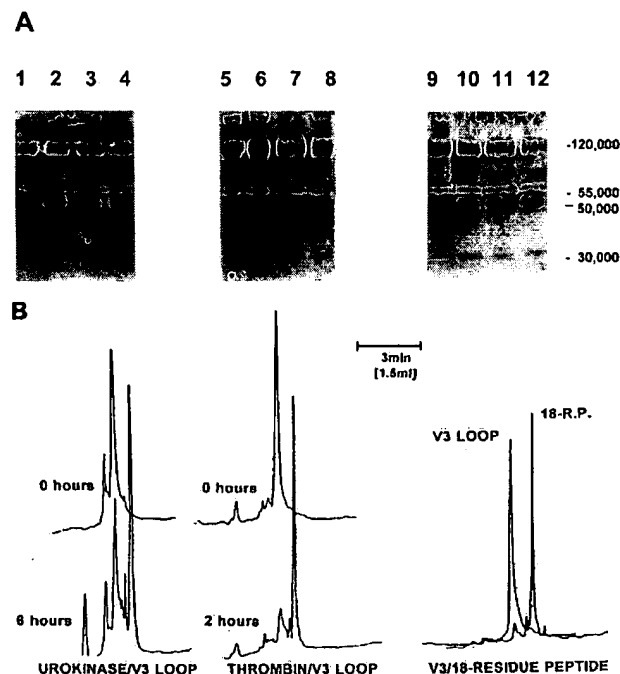 A
1 2 3 4 5 6 7 8 9 10 11 12
-120,000
- 55,000
- 50,000
- 30,000
B
3min
[1.5ml]
0 hours
0 hours
V3 LOOP
18-R.P.
6 hours
2 hours
UROKINASE/V3 LOOP THROMBIN/V3 LOOP V3/18-RESIDUE PEPTIDE